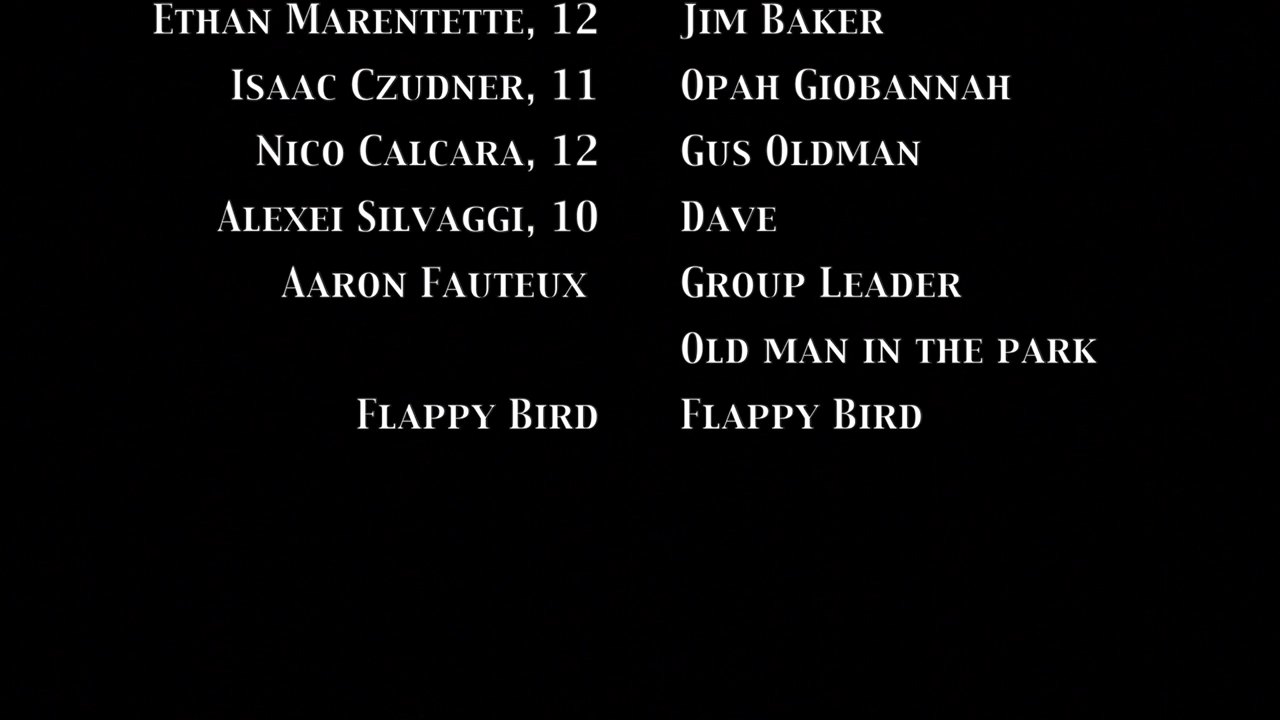 Ethan Marentette, 12 Jim Baker
Isaac Czudner, 11 Opah Giobannah
Nico Calcara, 12 Gus Oldman
Alexei Silvaggi, 10 Dave
Aaron Fauteux Group Leader
Old man in the park
Flappy Bird Flappy Bird